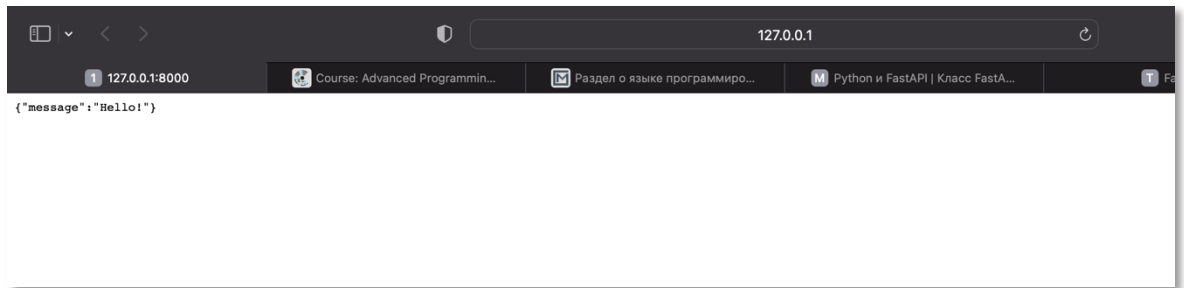 127.0.0.1
1 127.0.0.1:8000
Course: Advanced Programmin...
M Раздел о языке программиро...
M Python и FastAPI | Класс FastA...
T Fa
{"message":"Hello!"}